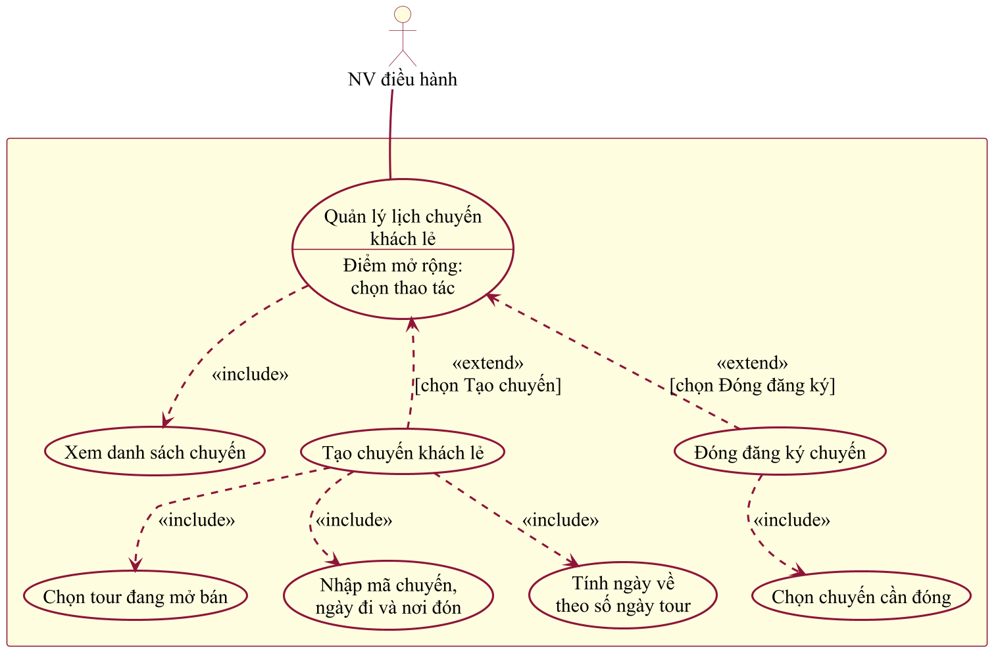 NV điều hành
Quản lý lịch chuyến
khách lẻ
Điểm mở rộng:
chọn thao tác
«include»
«extend»
[chọn Tạo chuyến]
«extend»
[chọn Đóng đăng ký]
Xem danh sách chuyến
Tạo chuyến khách lẻ
Đóng đăng ký chuyến
«include»
«include»
«include»
«include»
Chọn tour đang mở bán
Nhập mã chuyến,
ngày đi và nơi đón
Tính ngày về
theo số ngày tour
Chọn chuyến cần đóng